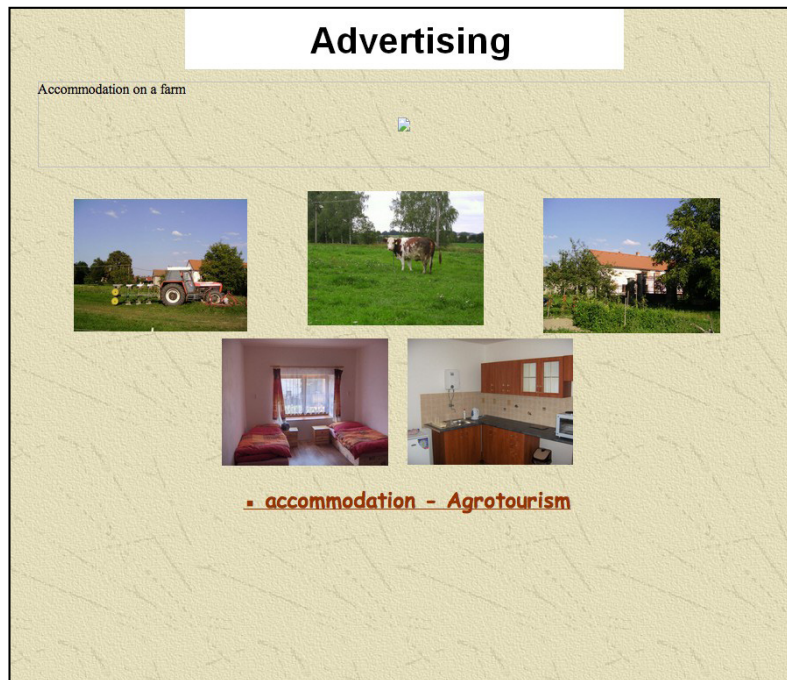 Advertising
Accommodation on a farm
▪ accommodation - Agrotourism